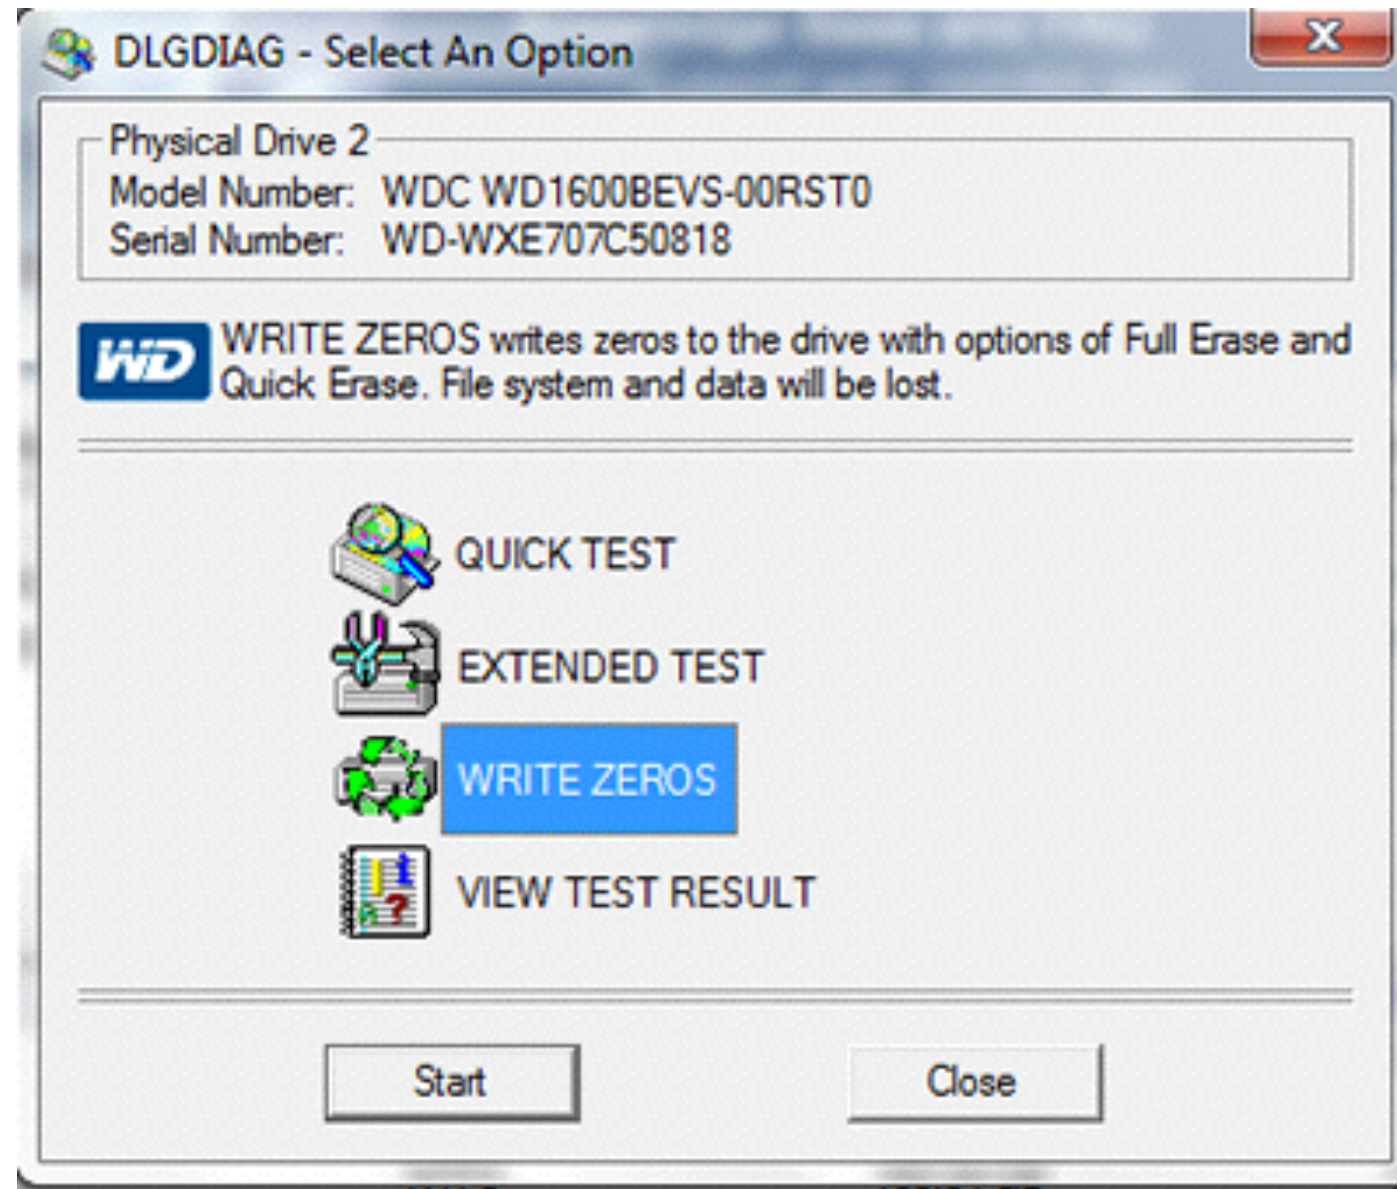 DLGDIAG - Select An Option
Physical Drive 2
Model Number: WDC WD1600BEVS-00RST0
Serial Number: WD-WXE707C50818
WD
WRITE ZEROS writes zeros to the drive with options of Full Erase and
Quick Erase. File system and data will be lost.
QUICK TEST
EXTENDED TEST
WRITE ZEROS
VIEW TEST RESULT
Start
Close